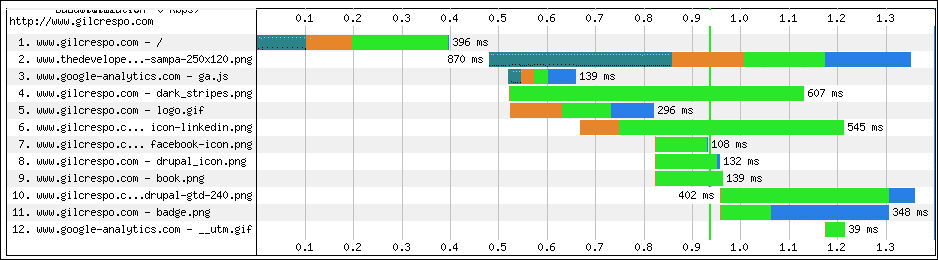 http://www.gilcrespo.com
0.1 0.2 0.3 0.4 0.5 0.6 0.7 0.8 0.9 1.0 1.1 1.2 1.3
1. www.gilcrespo.com - / 396 ms
2. www.thedevelope...-sampa-250x120.png 870 ms
3. www.google-analytics.com - ga.js 139 ms
4. www.gilcrespo.com - dark_stripes.png 607 ms
5. www.gilcrespo.com - logo.gif 296 ms
6. www.gilcrespo.c... icon-linkedin.png 545 ms
7. www.gilcrespo.c... facebook-icon.png 108 ms
8. www.gilcrespo.com - drupal_icon.png 132 ms
9. www.gilcrespo.com - book.png 139 ms
10. www.gilcrespo.c...drupal-gtd-240.png 402 ms
11. www.gilcrespo.com - badge.png 348 ms
12. www.google-analytics.com - __utm.gif 39 ms
0.1 0.2 0.3 0.4 0.5 0.6 0.7 0.8 0.9 1.0 1.1 1.2 1.3